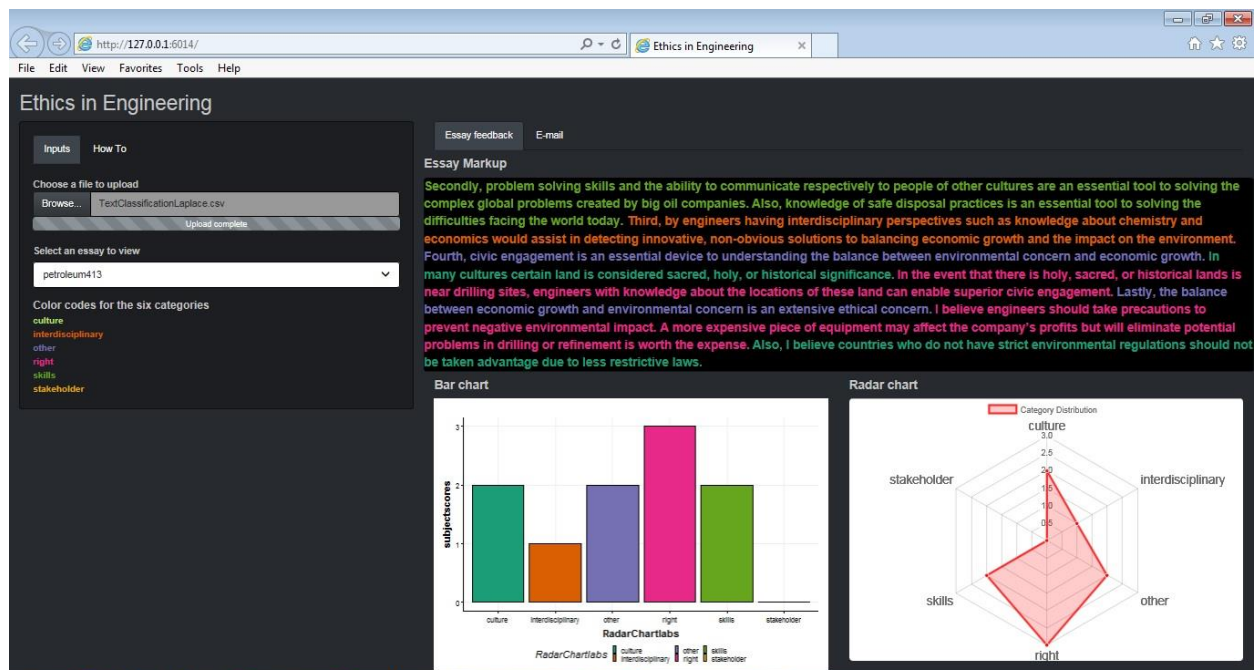 http://127.0.0.1:6014/
Ethics in Engineering
File Edit View Favorites Tools Help
Ethics in Engineering
Inputs How To
Choose a file to upload
Browse... TextClassificationLaplace.csv
Upload complete
Select an essay to view
petroleum413
Color codes for the six categories
culture
interdisciplinary
other
right
skills
stakeholder
Essay feedback E-mail
Essay Markup
Secondly, problem solving skills and the ability to communicate respectively to people of other cultures are an essential tool to solving the
complex global problems created by big oil companies. Also, knowledge of safe disposal practices is an essential tool to solving the
difficulties facing the world today. Third, by engineers having interdisciplinary perspectives such as knowledge about chemistry and
economics would assist in detecting innovative, non-obvious solutions to balancing economic growth and the impact on the environment.
Fourth, civic engagement is an essential device to understanding the balance between environmental concern and economic growth. In
many cultures certain land is considered sacred, holy, or historical significance. In the event that there is holy, sacred, or historical lands is
near drilling sites, engineers with knowledge about the locations of these land can enable superior civic engagement. Lastly, the balance
between economic growth and environmental concern is an extensive ethical concern. I believe engineers should take precautions to
prevent negative environmental impact. A more expensive piece of equipment may affect the company's profits but will eliminate potential
problems in drilling or refinement is worth the expense. Also, I believe countries who do not have strict environmental regulations should not
be taken advantage due to less restrictive laws.
Bar chart
subjectscores
3
2
1
0
culture interdisciplinary other right skills stakeholder
RadarChartlabs
RadarChartlabs culture other skills
interdisciplinary right stakeholder
Radar chart
Category Distribution
culture
3.0
2.5
2.0
1.5
1.0
0.5
stakeholder interdisciplinary
skills other
right